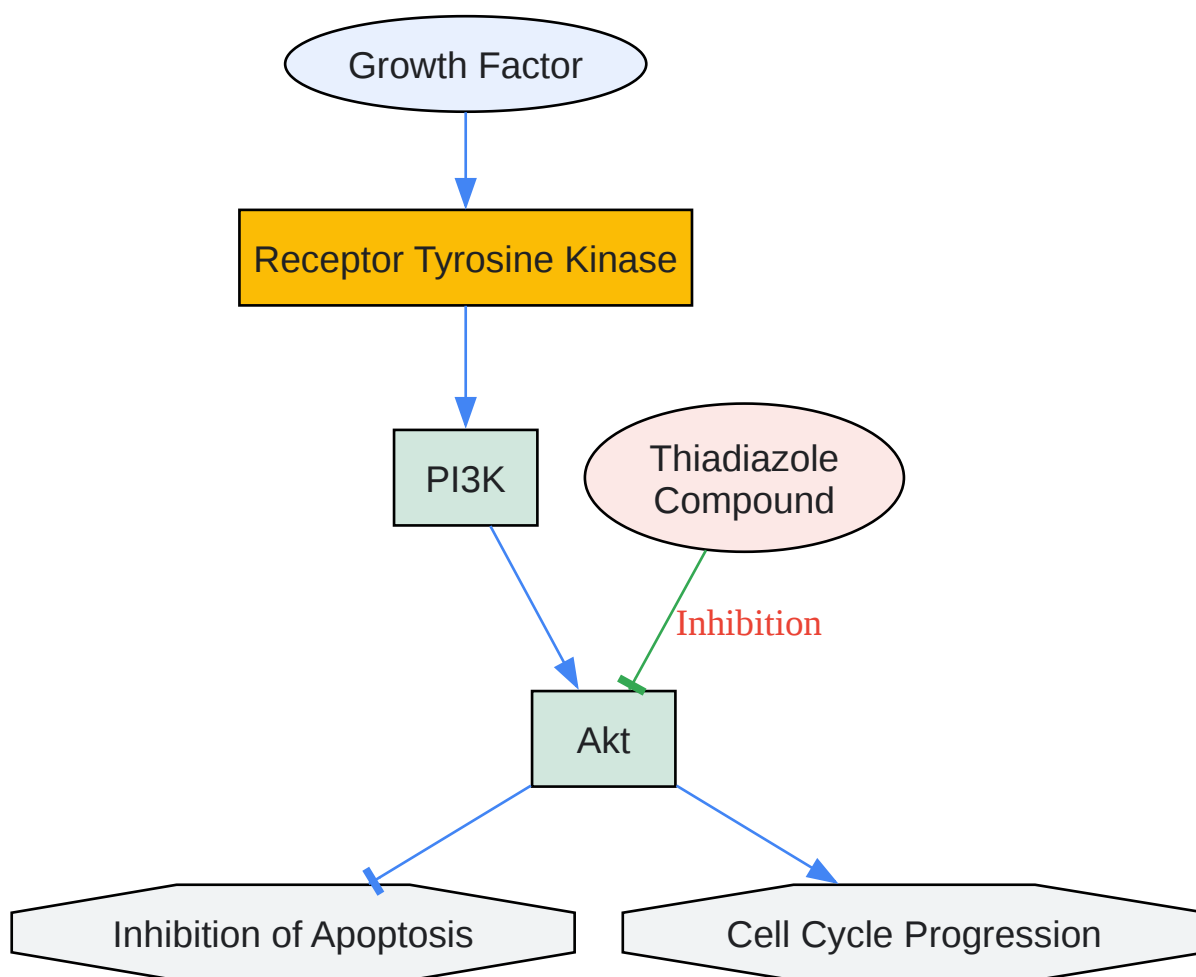 Growth Factor
Receptor Tyrosine Kinase
PI3K
Thiadiazole
Compound
Inhibition
Akt
Inhibition of Apoptosis
Cell Cycle Progression